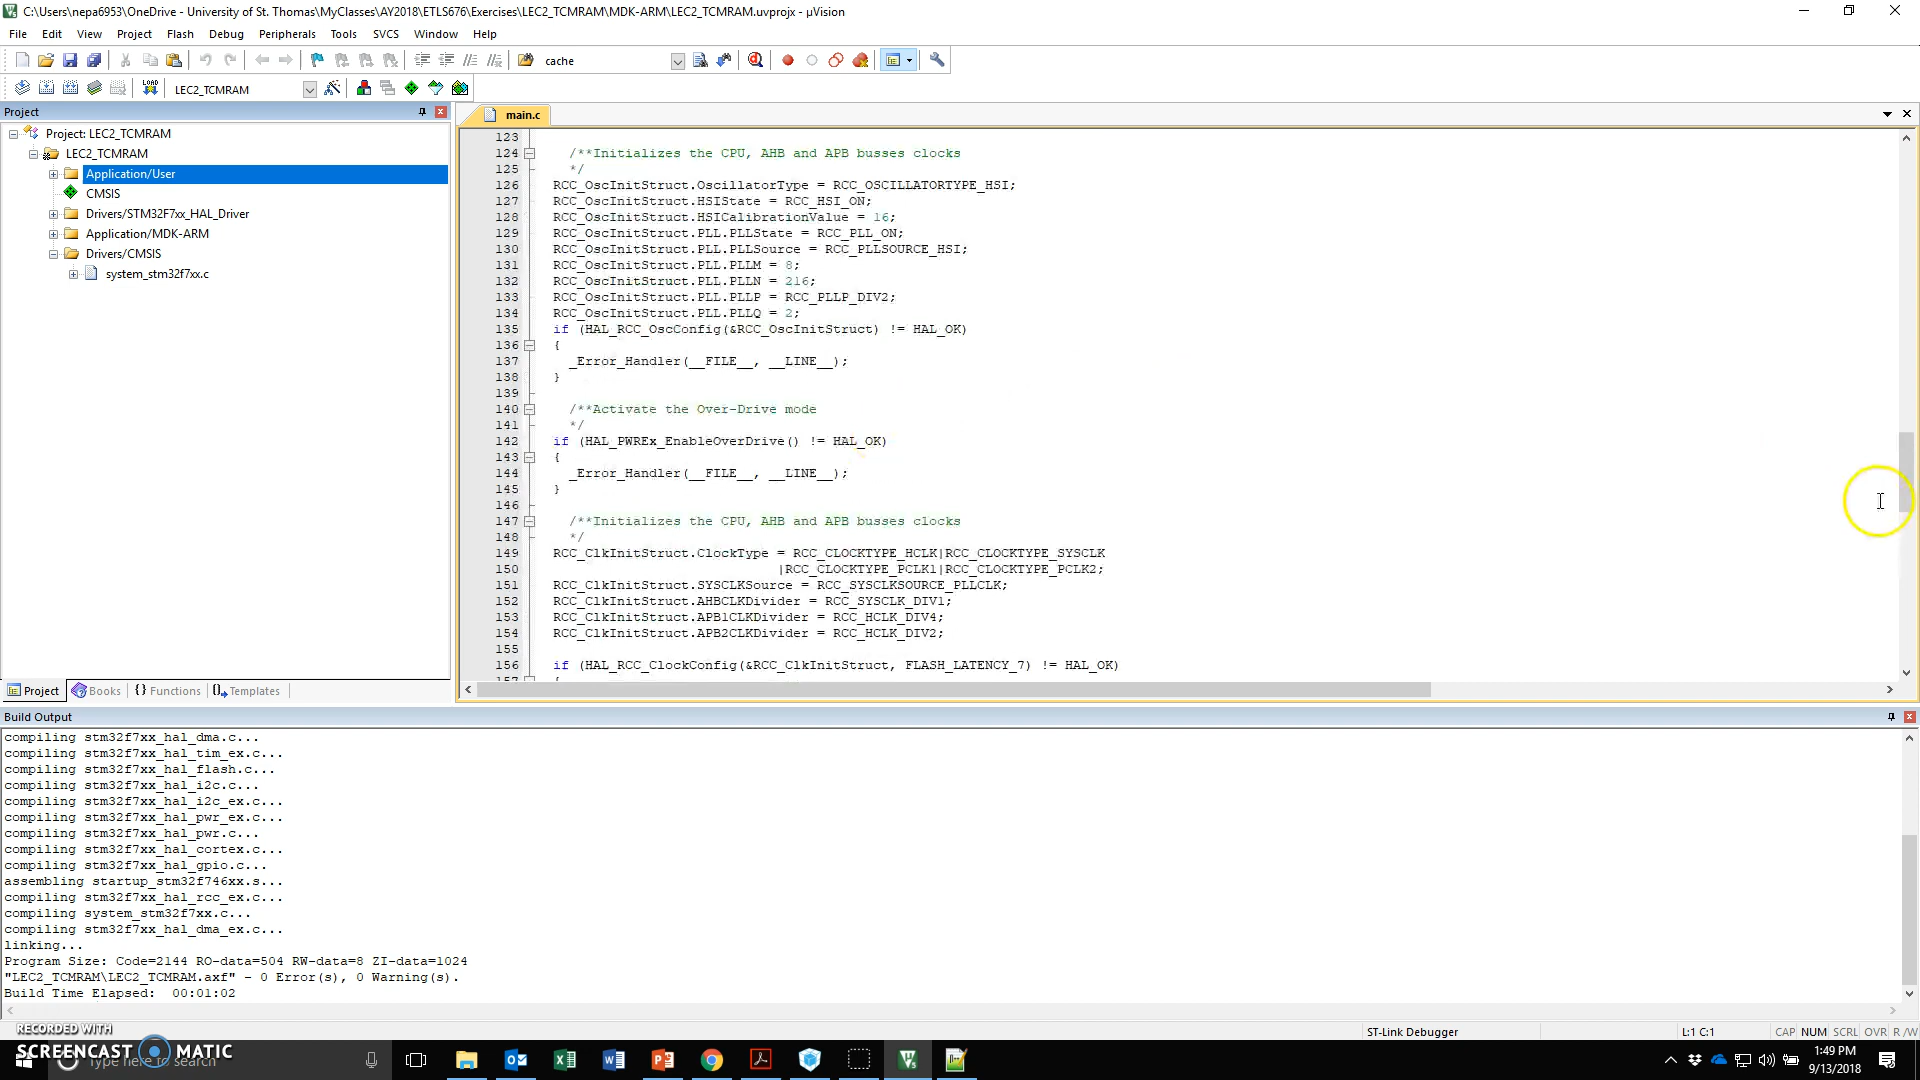 C:\Users\nepa6953\OneDrive - University of St. Thomas\MyClasses\AY2018\ETLS676\Exercises\LEC2_TCMRAM\MDK-ARM\LEC2_TCMRAM.uvprojx - µVision
File Edit View Project Flash Debug Peripherals Tools SVCS Window Help
cache
LOAD LEC2_TCMRAM
Project
main.c
Project: LEC2_TCMRAM
LEC2_TCMRAM
Application/User
CMSIS
Drivers/STM32F7xx_HAL_Driver
Application/MDK-ARM
Drivers/CMSIS
system_stm32f7xx.c
Project Books {} Functions Templates
123
124 /**Initializes the CPU, AHB and APB busses clocks
125 */
126 RCC_OscInitStruct.OscillatorType = RCC_OSCILLATORTYPE_HSI;
127 RCC_OscInitStruct.HSIState = RCC_HSI_ON;
128 RCC_OscInitStruct.HSICalibrationValue = 16;
129 RCC_OscInitStruct.PLL.PLLState = RCC_PLL_ON;
130 RCC_OscInitStruct.PLL.PLLSource = RCC_PLLSOURCE_HSI;
131 RCC_OscInitStruct.PLL.PLLM = 8;
132 RCC_OscInitStruct.PLL.PLLN = 216;
133 RCC_OscInitStruct.PLL.PLLP = RCC_PLLP_DIV2;
134 RCC_OscInitStruct.PLL.PLLQ = 2;
135 if (HAL_RCC_OscConfig(&RCC_OscInitStruct) != HAL_OK)
136 {
137 _Error_Handler(__FILE__, __LINE__);
138 }
139
140 /**Activate the Over-Drive mode
141 */
142 if (HAL_PWREx_EnableOverDrive() != HAL_OK)
143 {
144 _Error_Handler(__FILE__, __LINE__);
145 }
146
147 /**Initializes the CPU, AHB and APB busses clocks
148 */
149 RCC_ClkInitStruct.ClockType = RCC_CLOCKTYPE_HCLK|RCC_CLOCKTYPE_SYSCLK
150 |RCC_CLOCKTYPE_PCLK1|RCC_CLOCKTYPE_PCLK2;
151 RCC_ClkInitStruct.SYSCLKSource = RCC_SYSCLKSOURCE_PLLCLK;
152 RCC_ClkInitStruct.AHBCLKDivider = RCC_SYSCLK_DIV1;
153 RCC_ClkInitStruct.APB1CLKDivider = RCC_HCLK_DIV4;
154 RCC_ClkInitStruct.APB2CLKDivider = RCC_HCLK_DIV2;
155
156 if (HAL_RCC_ClockConfig(&RCC_ClkInitStruct, FLASH_LATENCY_7) != HAL_OK)
157 {
Build Output
compiling stm32f7xx_hal_dma.c...
compiling stm32f7xx_hal_tim_ex.c...
compiling stm32f7xx_hal_flash.c...
compiling stm32f7xx_hal_i2c.c...
compiling stm32f7xx_hal_i2c_ex.c...
compiling stm32f7xx_hal_pwr_ex.c...
compiling stm32f7xx_hal_pwr.c...
compiling stm32f7xx_hal_cortex.c...
compiling stm32f7xx_hal_gpio.c...
assembling startup_stm32f746xx.s...
compiling stm32f7xx_hal_rcc_ex.c...
compiling system_stm32f7xx.c...
compiling stm32f7xx_hal_dma_ex.c...
linking...
Program Size: Code=2144 RO-data=504 RW-data=8 ZI-data=1024
"LEC2_TCMRAM\LEC2_TCMRAM.axf" - 0 Error(s), 0 Warning(s).
Build Time Elapsed: 00:01:02
ST-Link Debugger L:1 C:1 CAP NUM SCRL OVR R/W
RECORDED WITH
SCREENCAST MATIC
Type here to search
1:49 PM
9/13/2018